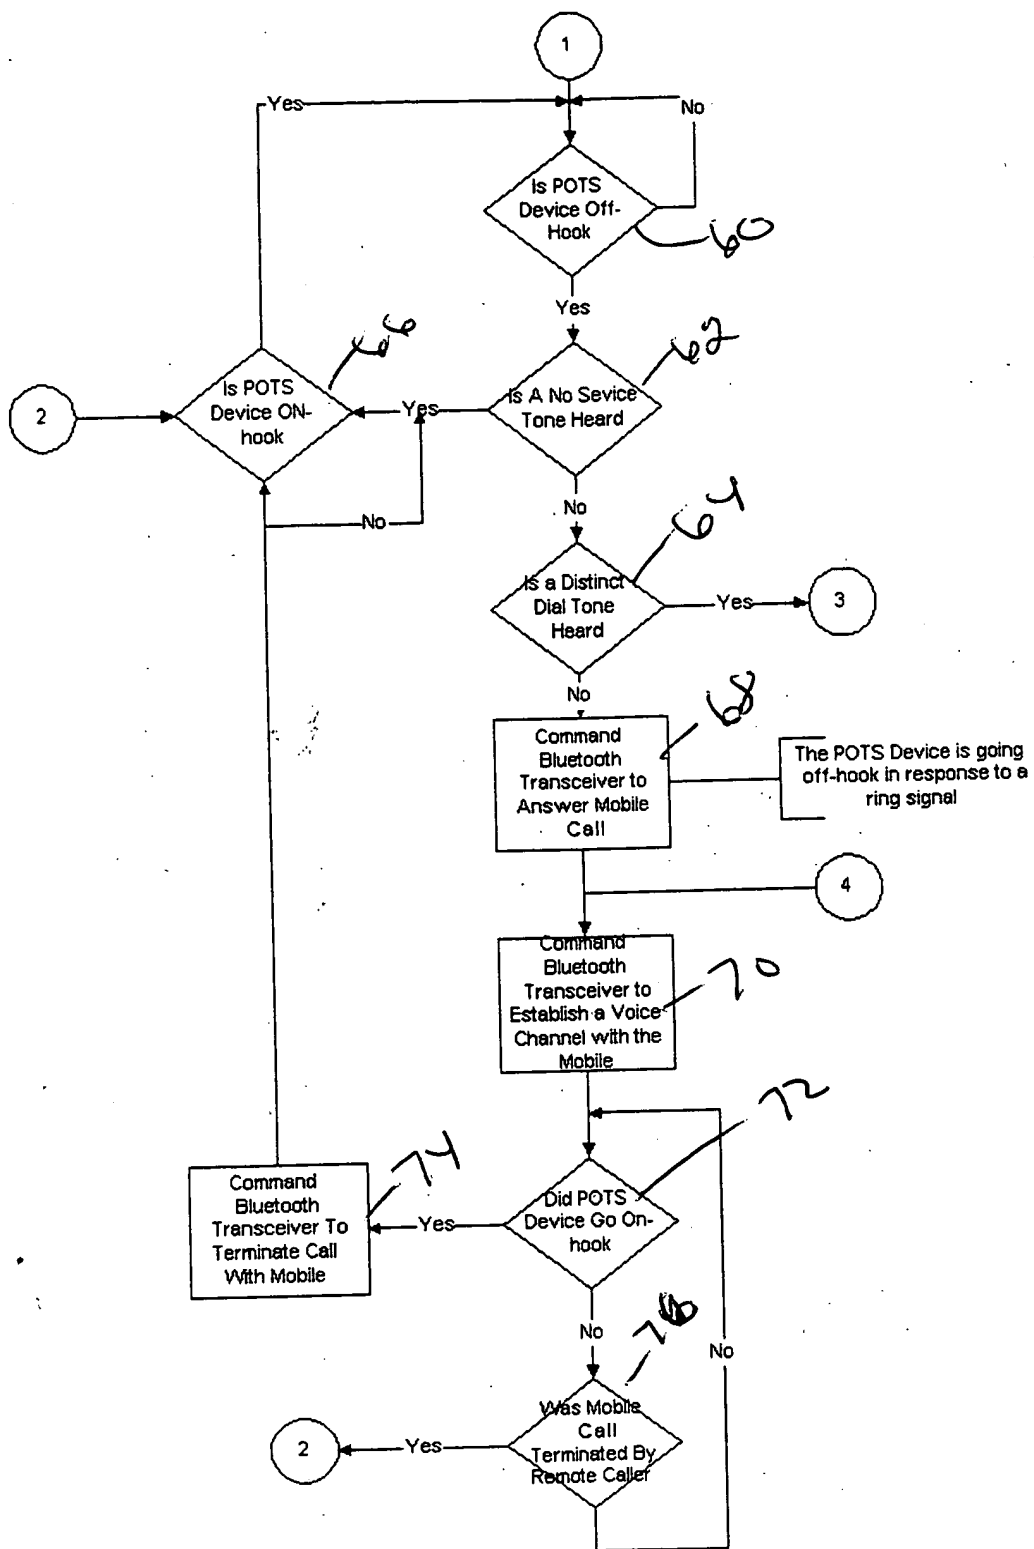 1
Yes
No
Is POTS
Device Off-
Hook
60
Yes
66
62
2
Is POTS
Device ON-
hook
Yes
Is A No Sevice
Tone Heard
No
No
64
Is a Distinct
Dial Tone
Heard
Yes
3
No
68
Command
Bluetooth
Transceiver to
Answer Mobile
Call
The POTS Device is going
off-hook in response to a
ring signal
4
Command
Bluetooth
Transceiver to
Establish a Voice
Channel with the
Mobile
70
72
74
Command
Bluetooth
Transceiver To
Terminate Call
With Mobile
Yes
Did POTS
Device Go On-
hook
No
No
Was Mobile
Call
Terminated By
Remote Caller
Yes
2